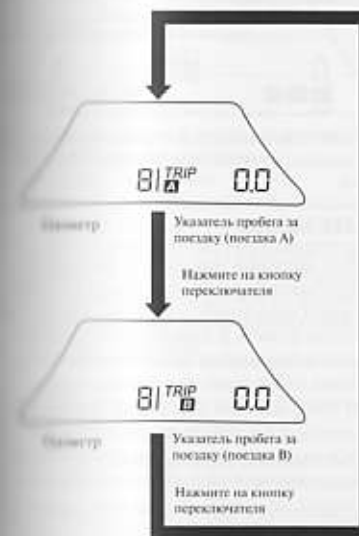 81 TRIP A 0.0
Указатель пробега за
поездку (поездка A)
Нажмите на кнопку
переключателя
81 TRIP B 0.0
Указатель пробега за
поездку (поездка B)
Нажмите на кнопку
переключателя